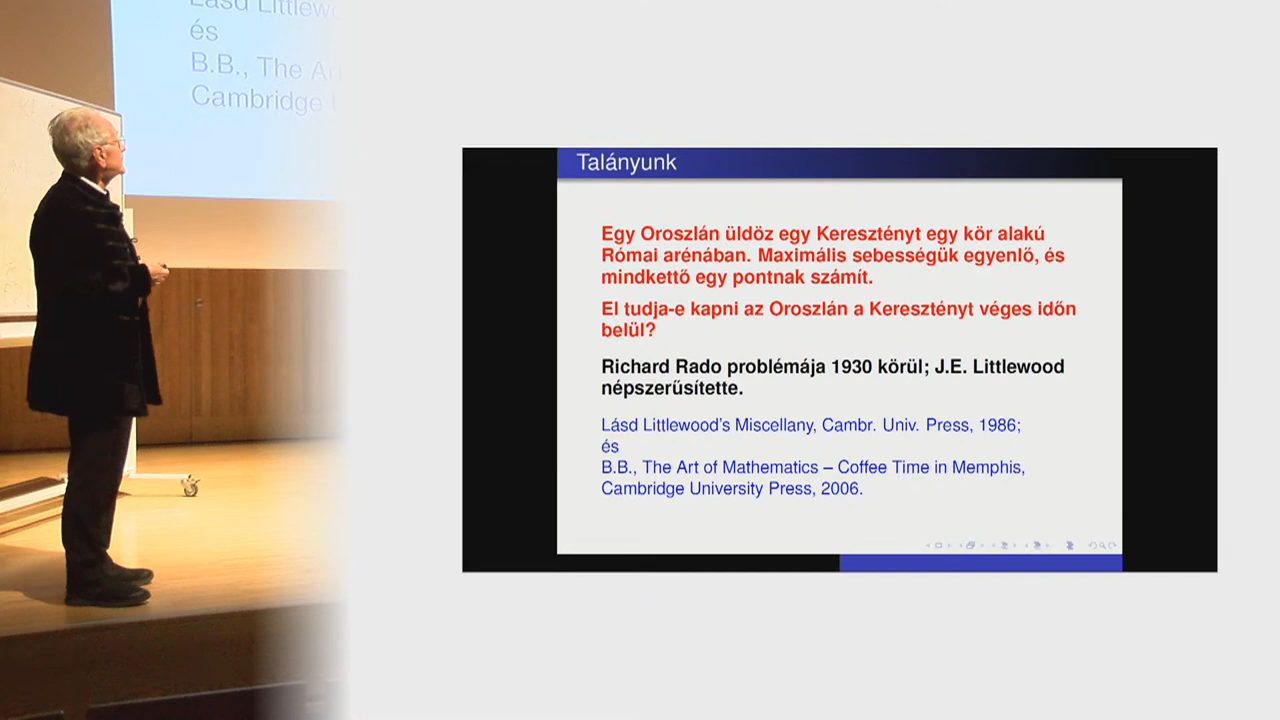 Lásd Littlewo
és
B.B., The Ar
Cambridge
Talányunk
Egy Oroszlán üldöz egy Keresztényt egy kör alakú
Római arénában. Maximális sebességük egyenlő, és
mindkettő egy pontnak számít.
El tudja-e kapni az Oroszlán a Keresztényt véges időn
belül?
Richard Rado problémája 1930 körül; J.E. Littlewood
népszerűsítette.
Lásd Littlewood's Miscellany, Cambr. Univ. Press, 1986;
és
B.B., The Art of Mathematics – Coffee Time in Memphis,
Cambridge University Press, 2006.